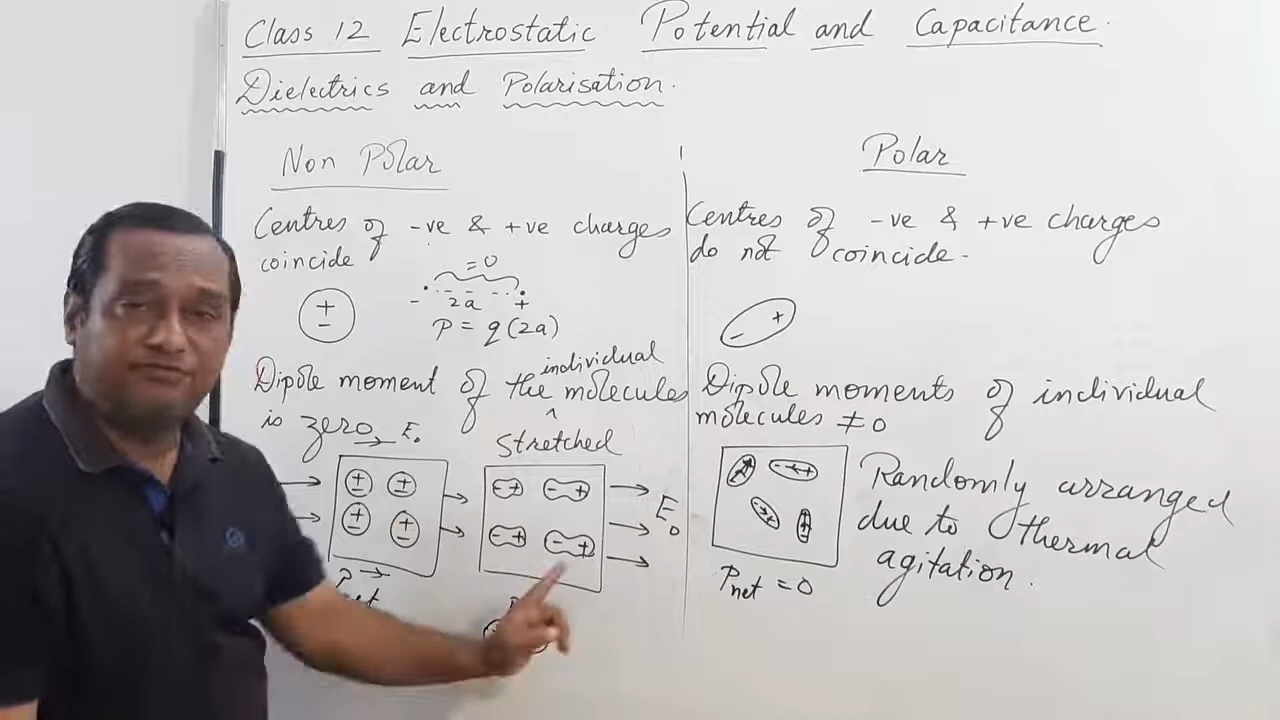 Class 12 Electrostatic Potential and Capacitance.
Dielectrics and Polarisation.
Non Polar
Centres of -ve & +ve charges
coincide
= 0
- 2a +
p = q(2a)
+
-
individual
Dipole moment of the ^ molecules
is zero
E₀
Stretched
+ +
- -
+ +
- -
- + - +
- + - +
E₀
Polar
Centres of -ve & +ve charges
do not coincide.
- +
Dipole moments of individual
molecules ≠ 0
Randomly arranged
due to thermal
agitation.
Pnet = 0